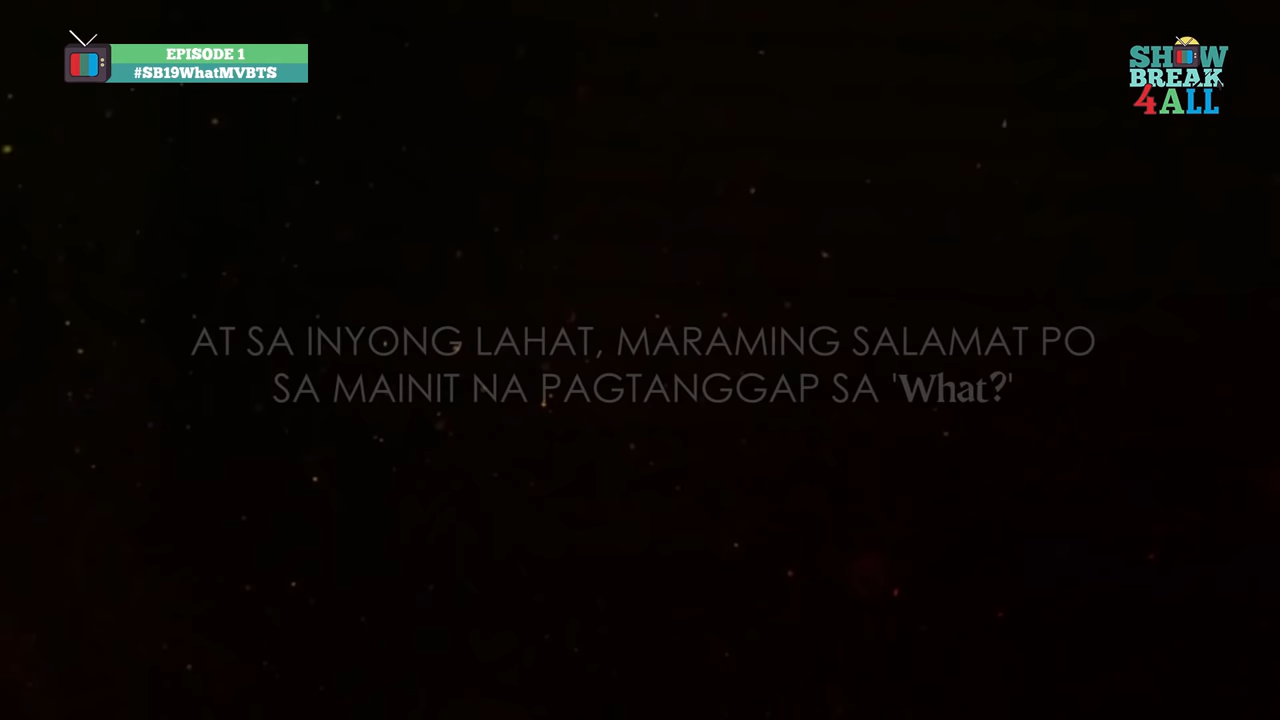 EPISODE 1
#SB19WhatMVBTS
SHOW
BREAK
4ALL
AT SA INYONG LAHAT, MARAMING SALAMAT PO
SA MAINIT NA PAGTANGGAP SA 'What?'